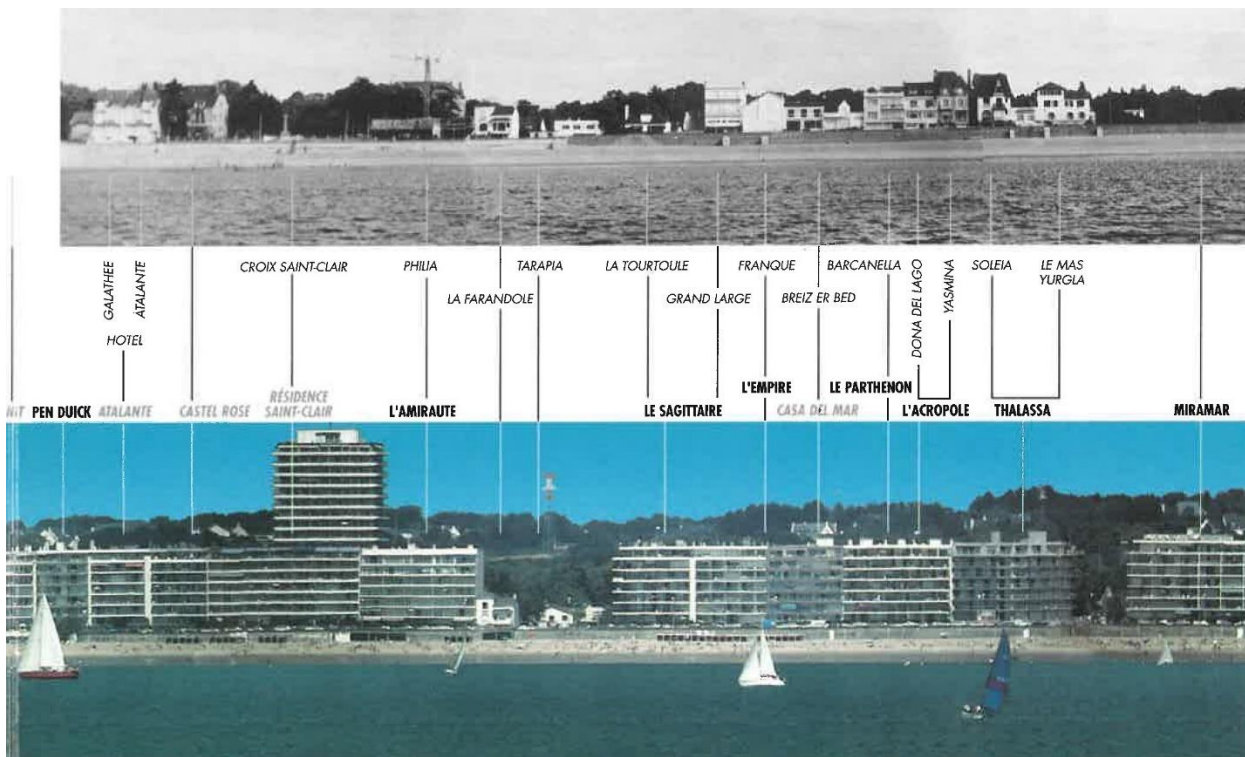 CROIX SAINT-CLAIR
PHILIA
TARAPIA
LA TOURTOULE
FRANQUE
BARCANELLA
SOLEIA
LE MAS
YURGLA
GALATHEE
ATALANTE
DONA DEL LAGO
YASMINA
LA FARANDOLE
GRAND LARGE
BREIZ ER BED
HOTEL
L'EMPIRE
LE PARTHENON
RÉSIDENCE
SAINT-CLAIR
PEN DUICK
ATALANTE
CASTEL ROSE
L'AMIRAUTE
LE SAGITTAIRE
CASA DEL MAR
L'ACROPOLE
THALASSA
MIRAMAR